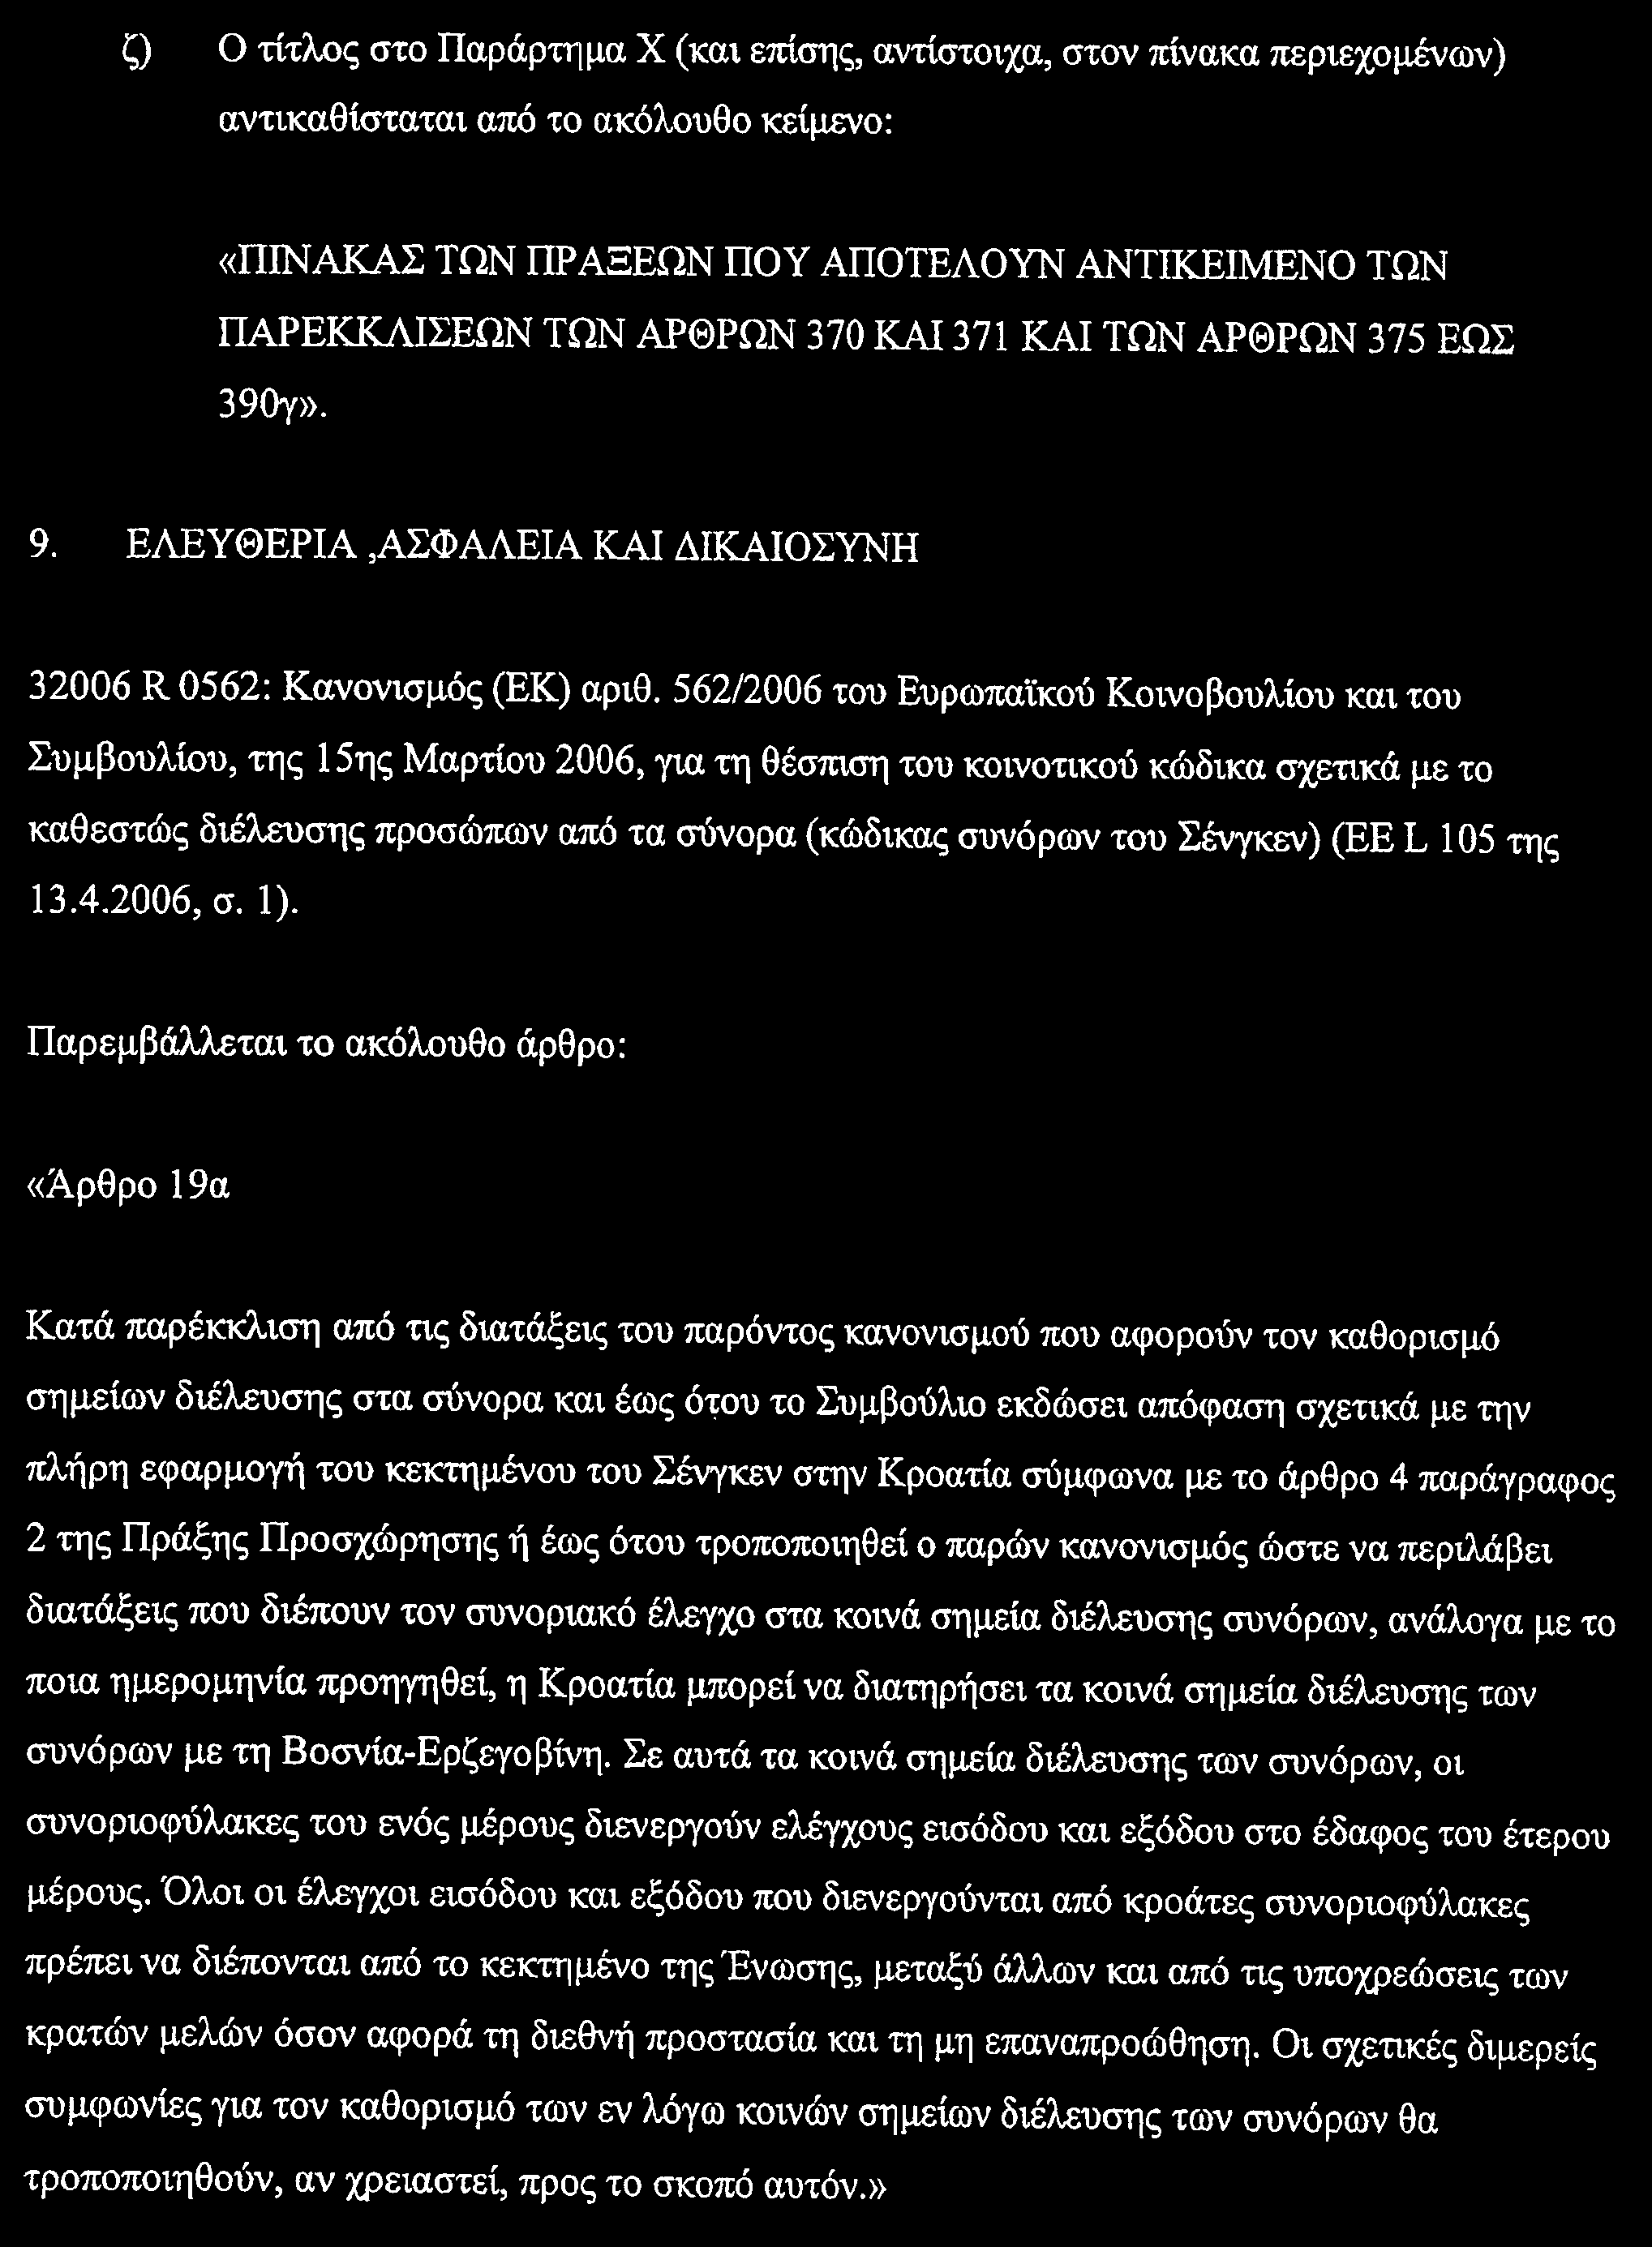 ζ) Ο τίτλος στο Παράρτημα Χ (και επίσης, αντίστοιχα, στον πίνακα περιεχομένων)
αντικαθίσταται από το ακόλουθο κείμενο:
«ΠΙΝΑΚΑΣ ΤΩΝ ΠΡΑΞΕΩΝ ΠΟΥ ΑΠΟΤΕΛΟΥΝ ΑΝΤΙΚΕΙΜΕΝΟ ΤΩΝ
ΠΑΡΕΚΚΛΙΣΕΩΝ ΤΩΝ ΑΡΘΡΩΝ 370 ΚΑΙ 371 ΚΑΙ ΤΩΝ ΑΡΘΡΩΝ 375 ΕΩΣ
390γ».
9. ΕΛΕΥΘΕΡΙΑ ,ΑΣΦΑΛΕΙΑ ΚΑΙ ΔΙΚΑΙΟΣΥΝΗ
32006 R 0562: Κανονισμός (ΕΚ) αριθ. 562/2006 του Ευρωπαϊκού Κοινοβουλίου και του
Συμβουλίου, της 15ης Μαρτίου 2006, για τη θέσπιση του κοινοτικού κώδικα σχετικά με το
καθεστώς διέλευσης προσώπων από τα σύνορα (κώδικας συνόρων του Σένγκεν) (ΕΕ L 105 της
13.4.2006, σ. 1).
Παρεμβάλλεται το ακόλουθο άρθρο:
«Άρθρο 19α
Κατά παρέκκλιση από τις διατάξεις του παρόντος κανονισμού που αφορούν τον καθορισμό
σημείων διέλευσης στα σύνορα και έως ότου το Συμβούλιο εκδώσει απόφαση σχετικά με την
πλήρη εφαρμογή του κεκτημένου του Σένγκεν στην Κροατία σύμφωνα με το άρθρο 4 παράγραφος
2 της Πράξης Προσχώρησης ή έως ότου τροποποιηθεί ο παρών κανονισμός ώστε να περιλάβει
διατάξεις που διέπουν τον συνοριακό έλεγχο στα κοινά σημεία διέλευσης συνόρων, ανάλογα με το
ποια ημερομηνία προηγηθεί, η Κροατία μπορεί να διατηρήσει τα κοινά σημεία διέλευσης των
συνόρων με τη Βοσνία-Ερζεγοβίνη. Σε αυτά τα κοινά σημεία διέλευσης των συνόρων, οι
συνοριοφύλακες του ενός μέρους διενεργούν ελέγχους εισόδου και εξόδου στο έδαφος του έτερου
μέρους. Όλοι οι έλεγχοι εισόδου και εξόδου που διενεργούνται από κροάτες συνοριοφύλακες
πρέπει να διέπονται από το κεκτημένο της Ένωσης, μεταξύ άλλων και από τις υποχρεώσεις των
κρατών μελών όσον αφορά τη διεθνή προστασία και τη μη επαναπροώθηση. Οι σχετικές διμερείς
συμφωνίες για τον καθορισμό των εν λόγω κοινών σημείων διέλευσης των συνόρων θα
τροποποιηθούν, αν χρειαστεί, προς το σκοπό αυτόν.»